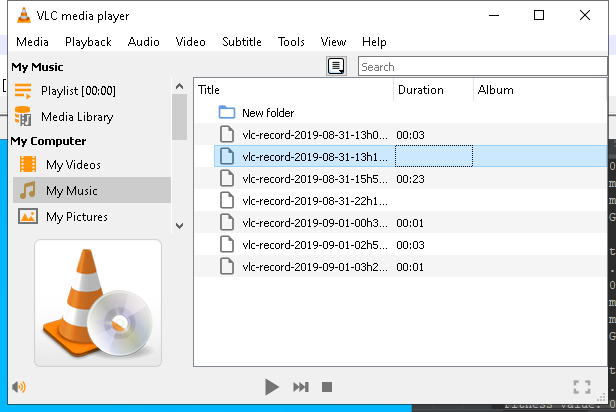 VLC media player
Media Playback Audio Video Subtitle Tools View Help
My Music
Search
Playlist [00:00]
Media Library
My Computer
My Videos
My Music
My Pictures
Title Duration Album
New folder
vlc-record-2019-08-31-13h0... 00:03
vlc-record-2019-08-31-13h1...
vlc-record-2019-08-31-15h5... 00:23
vlc-record-2019-08-31-22h1...
vlc-record-2019-09-01-00h3... 00:01
vlc-record-2019-09-01-02h5... 00:03
vlc-record-2019-09-01-03h2... 00:01